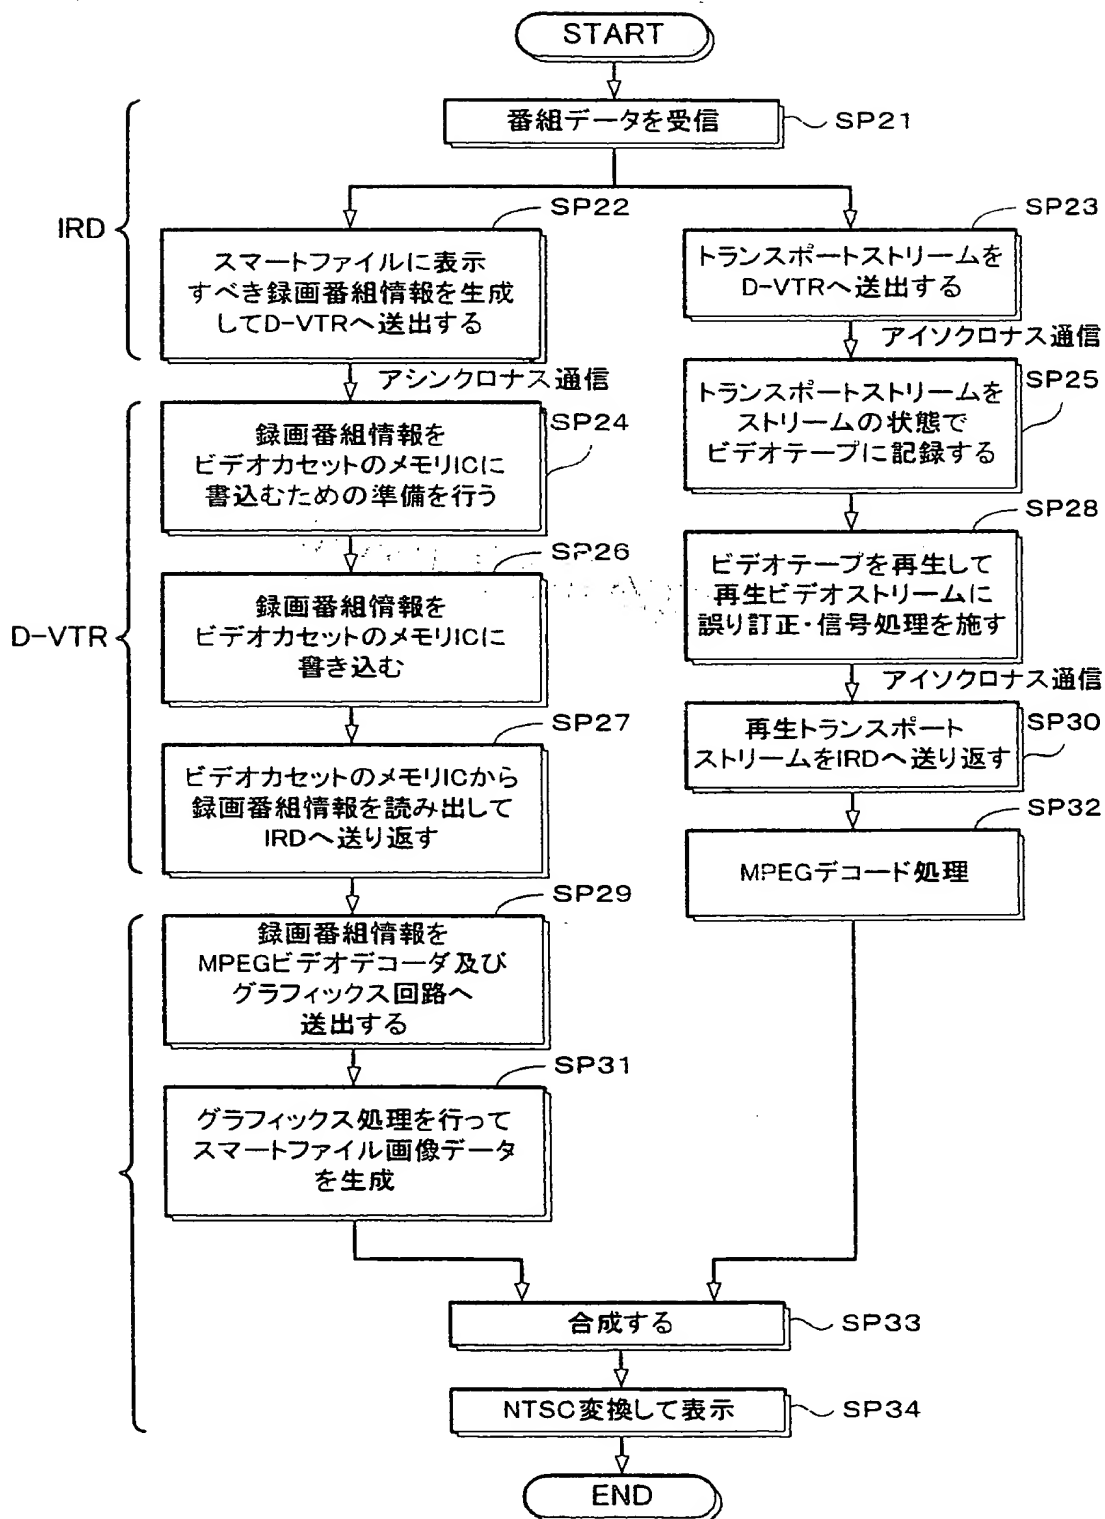 START
番組データを受信
SP21
IRD
SP22
スマートファイルに表示
すべき録画番組情報を生成
してD-VTRへ送出する
SP23
トランスポートストリームを
D-VTRへ送出する
アシンクロナス通信
アイソクロナス通信
D-VTR
SP24
録画番組情報を
ビデオカセットのメモリICに
書込むための準備を行う
SP25
トランスポートストリームを
ストリームの状態で
ビデオテープに記録する
SP26
録画番組情報を
ビデオカセットのメモリICに
書き込む
SP28
ビデオテープを再生して
再生ビデオストリームに
誤り訂正・信号処理を施す
アイソクロナス通信
SP27
ビデオカセットのメモリICから
録画番組情報を読み出して
IRDへ送り返す
SP30
再生トランスポート
ストリームをIRDへ送り返す
SP32
MPEGデコード処理
SP29
録画番組情報を
MPEGビデオデコーダ及び
グラフィックス回路へ
送出する
SP31
グラフィックス処理を行って
スマートファイル画像データ
を生成
合成する
SP33
NTSC変換して表示
SP34
END